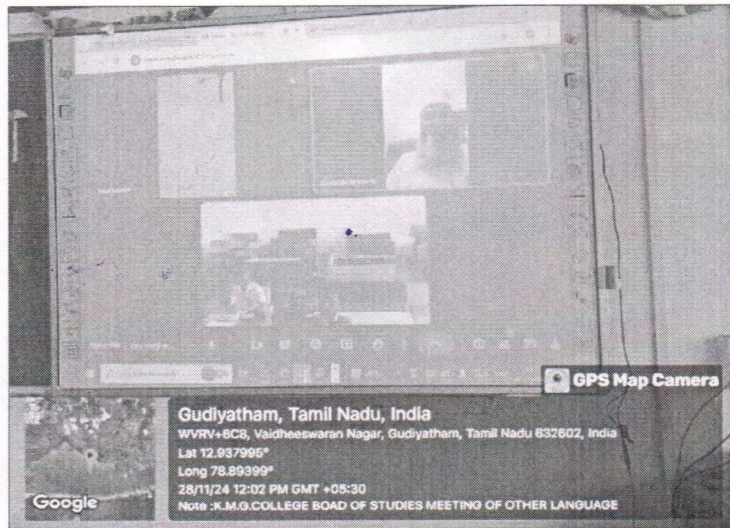 GPS Map Camera
Gudiyatham, Tamil Nadu, India
WVRV+6C8, Vaidheeswaran Nagar, Gudiyatham, Tamil Nadu 632602, India
Lat 12.937995°
Long 78.89399°
28/11/24 12:02 PM GMT +05:30
Note :K.M.G.COLLEGE BOAD OF STUDIES MEETING OF OTHER LANGUAGE
Google